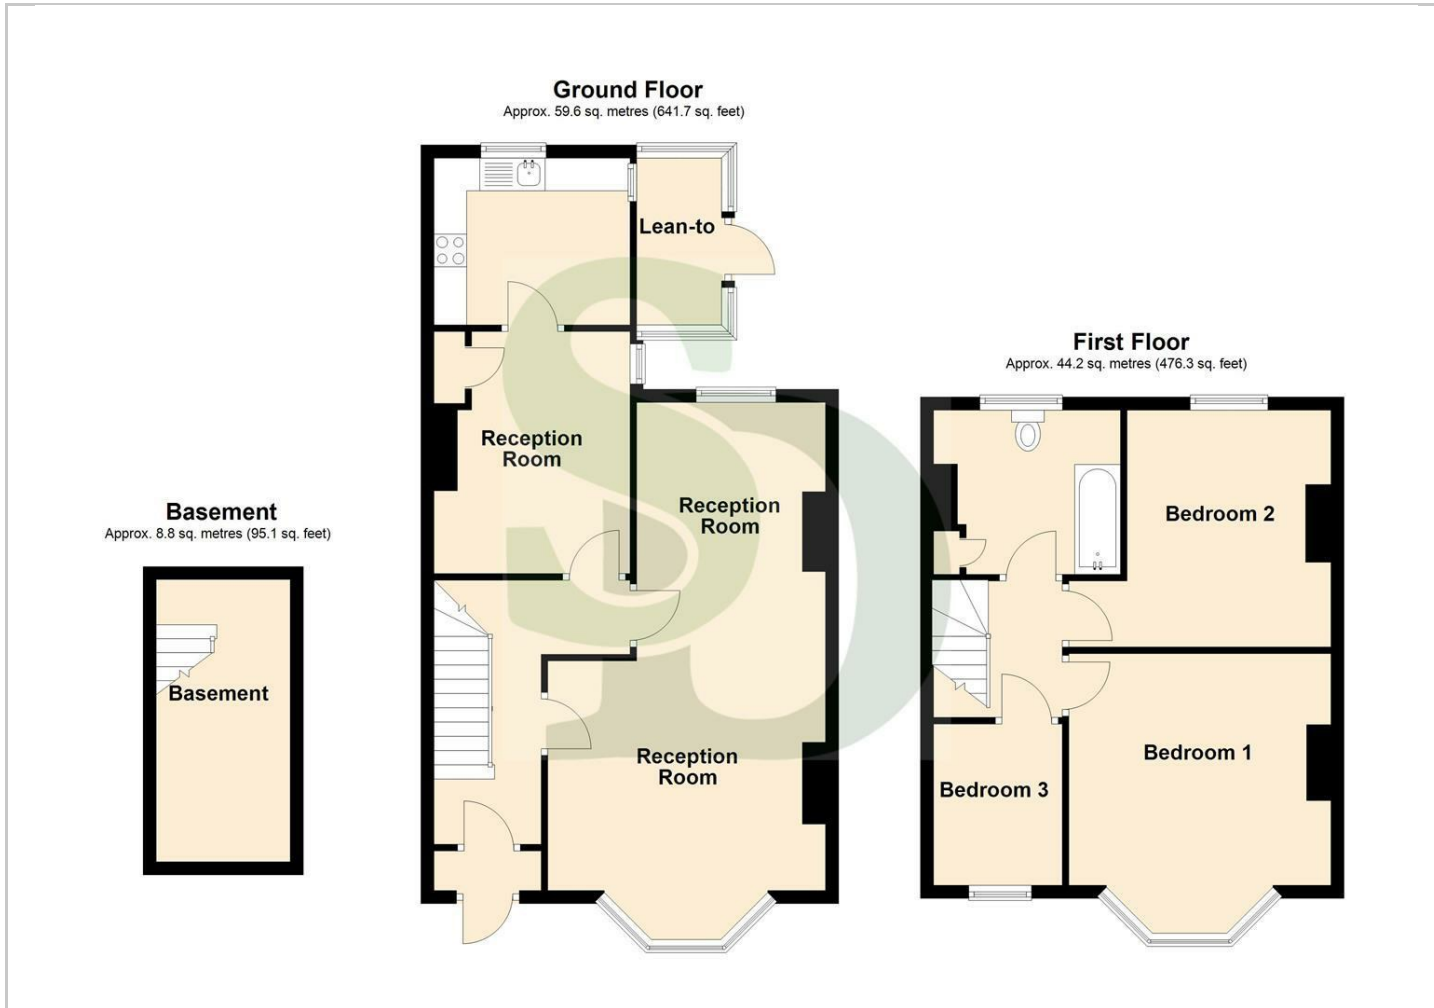 Ground Floor
Approx. 59.6 sq. metres (641.7 sq. feet)
Lean-to
Reception
Room
Reception
Room
Reception
Room
First Floor
Approx. 44.2 sq. metres (476.3 sq. feet)
Bedroom 2
Bedroom 1
Bedroom 3
Basement
Approx. 8.8 sq. metres (95.1 sq. feet)
Basement
SD